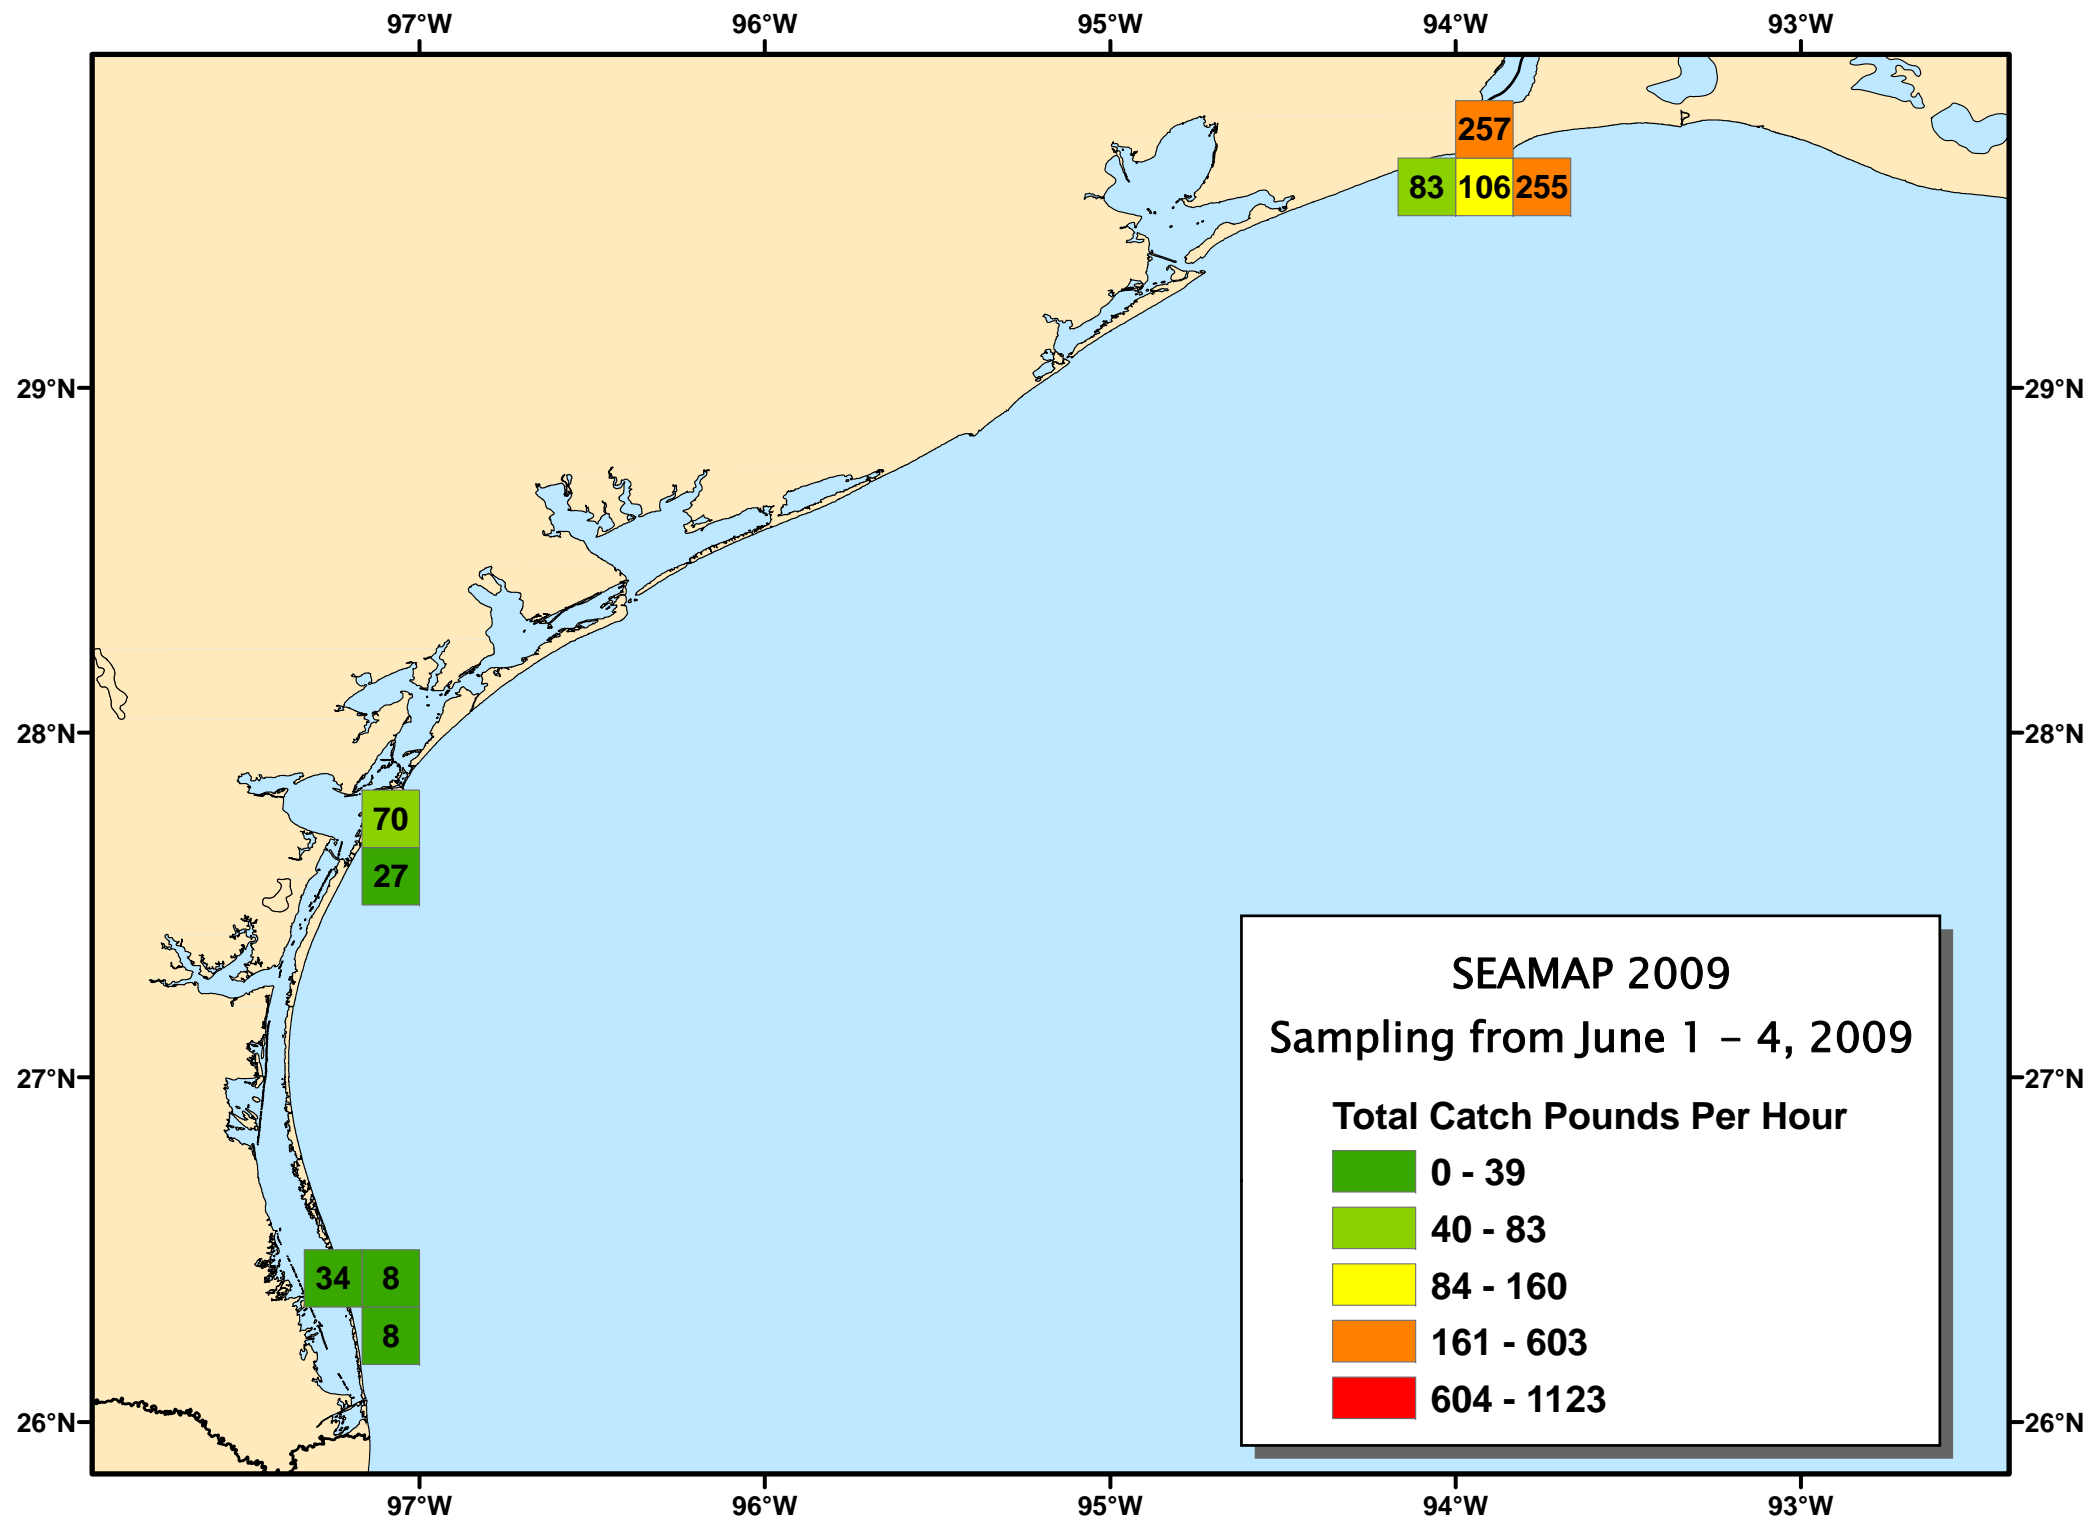 97°W 96°W 95°W 94°W 93°W
257
83 106 255
29°N 29°N
28°N 28°N
70
27
SEAMAP 2009
Sampling from June 1 – 4, 2009
27°N 27°N
Total Catch Pounds Per Hour
0 - 39
40 - 83
34 8
84 - 160
8
161 - 603
604 - 1123
26°N 26°N
97°W 96°W 95°W 94°W 93°W